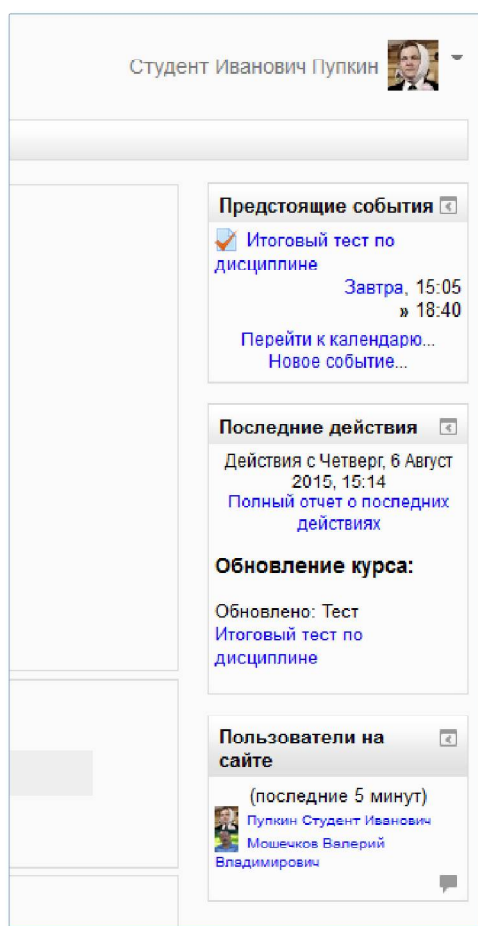 Студент Иванович Пупкин
Предстоящие события
Итоговый тест по
дисциплине
Завтра, 15:05
» 18:40
Перейти к календарю...
Новое событие...
Последние действия
Действия с Четверг, 6 Август
2015, 15:14
Полный отчет о последних
действиях
Обновление курса:
Обновлено: Тест
Итоговый тест по
дисциплине
Пользователи на
сайте
(последние 5 минут)
Пупкин Студент Иванович
Мошечков Валерий
Владимирович